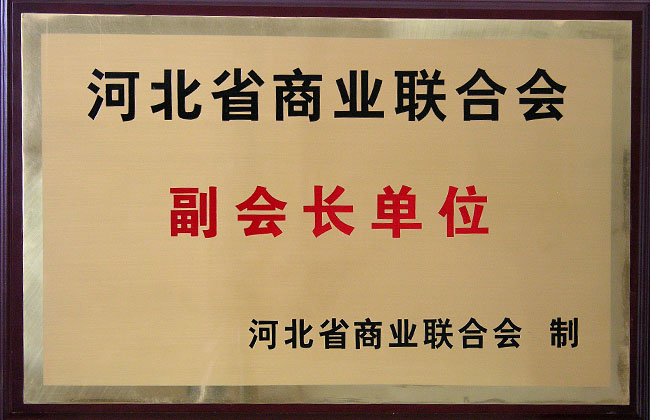 河北省商业联合会
副会长单位
河北省商业联合会 制